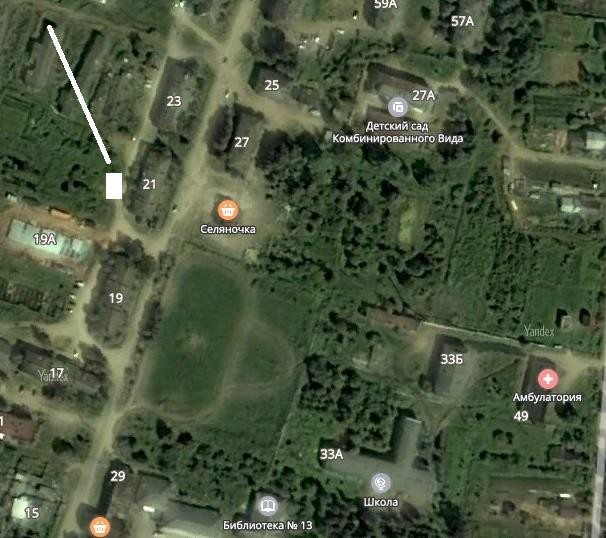 59А
57А
23
25
27А
Детский сад
Комбинированного Вида
27
21
Селяночка
19А
19
Yandex
33Б
17
Yandex
Амбулатория
49
33А
29
Школа
15
Библиотека № 13